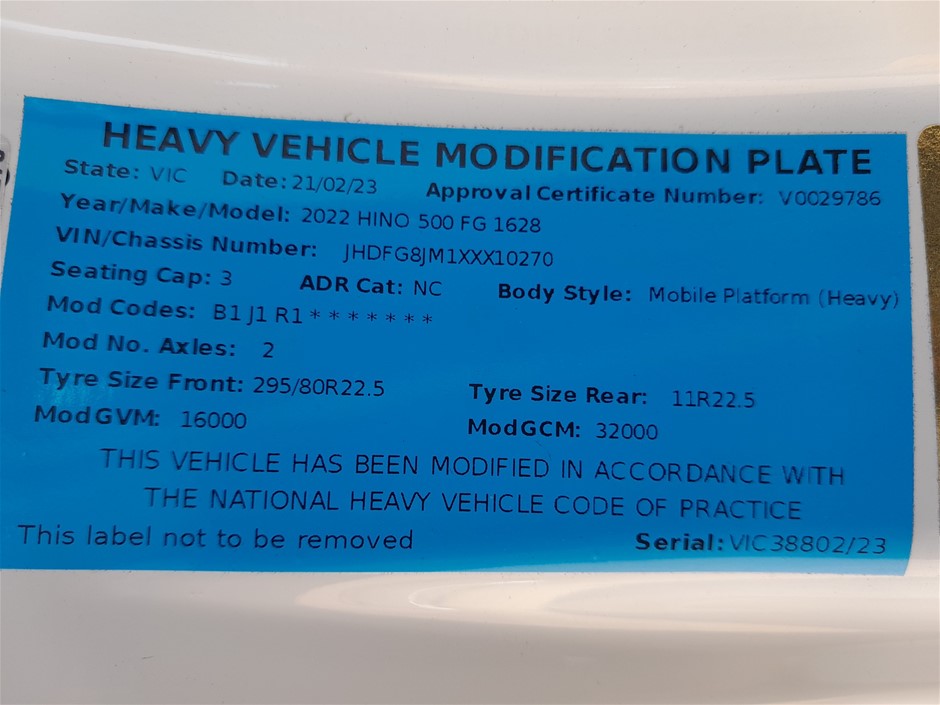 HEAVY VEHICLE MODIFICATION PLATE
State: VIC Date: 21/02/23 Approval Certificate Number: V0029786
Year/Make/Model: 2022 HINO 500 FG 1628
VIN/Chassis Number: JHDFG8JM1XXX10270
Seating Cap: 3 ADR Cat: NC Body Style: Mobile Platform (Heavy)
Mod Codes: B1 J1 R1 * * * * * * *
Mod No. Axles: 2
Tyre Size Front: 295/80R22.5 Tyre Size Rear: 11R22.5
Mod GVM: 16000 Mod GCM: 32000
THIS VEHICLE HAS BEEN MODIFIED IN ACCORDANCE WITH
THE NATIONAL HEAVY VEHICLE CODE OF PRACTICE
This label not to be removed Serial: VIC38802/23